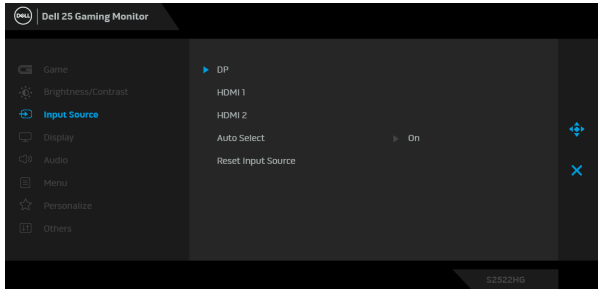 DELL Dell 25 Gaming Monitor
Game
Brightness/Contrast
Input Source
Display
Audio
Menu
Personalize
Others
DP
HDMI 1
HDMI 2
Auto Select On
Reset Input Source
S2522HG